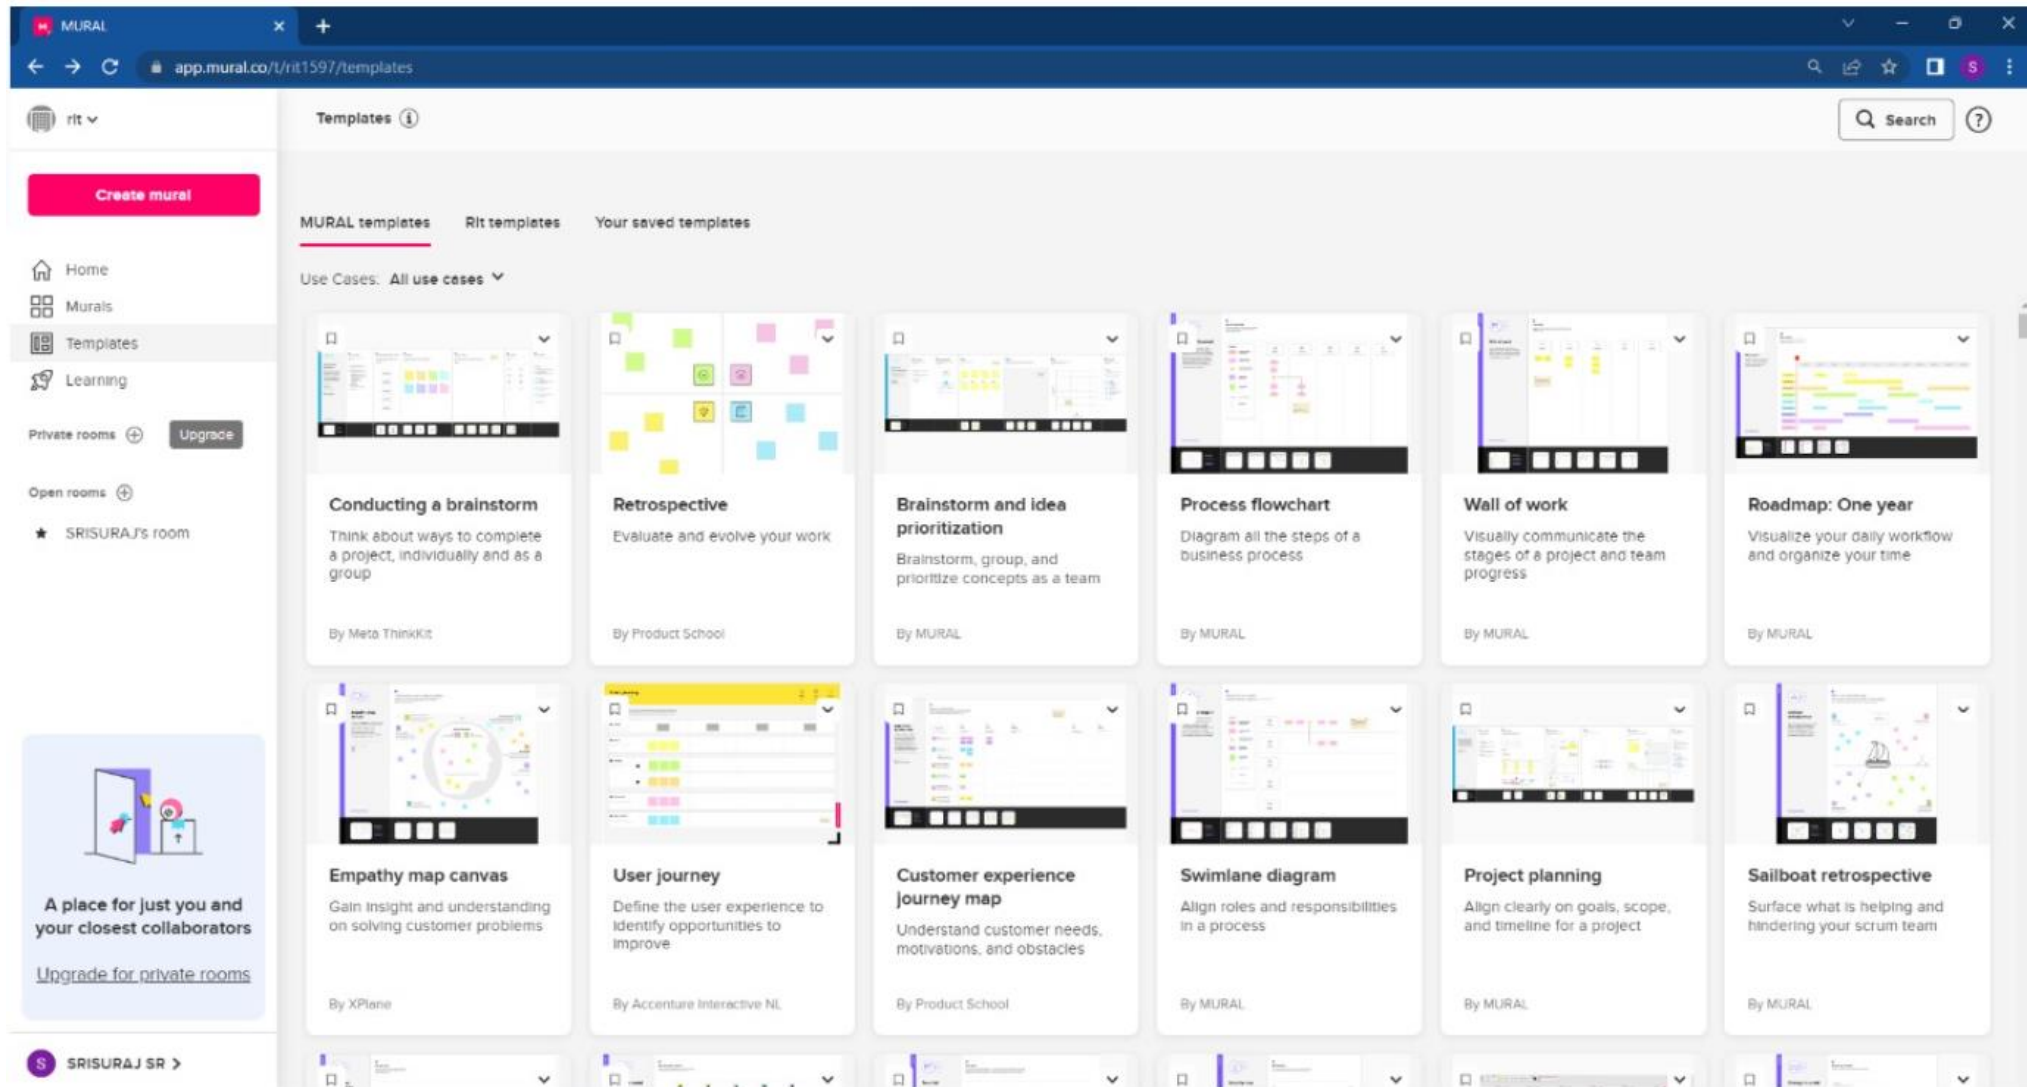 MURAL
app.mural.co/t/rit1597/templates
S
rit
Templates
Search
Create mural
MURAL templates
Rit templates
Your saved templates
Home
Murals
Templates
Learning
Use Cases: All use cases
Private rooms
Upgrade
Open rooms
SRISURAJ's room
Conducting a brainstorm
Think about ways to complete
a project, individually and as a
group
By Meta ThinkKit
Retrospective
Evaluate and evolve your work
By Product School
Brainstorm and idea
prioritization
Brainstorm, group, and
prioritize concepts as a team
By MURAL
Process flowchart
Diagram all the steps of a
business process
By MURAL
Wall of work
Visually communicate the
stages of a project and team
progress
By MURAL
Roadmap: One year
Visualize your daily workflow
and organize your time
By MURAL
Empathy map canvas
Gain insight and understanding
on solving customer problems
By XPlane
User journey
Define the user experience to
identify opportunities to
improve
By Accenture Interactive NL
Customer experience
journey map
Understand customer needs,
motivations, and obstacles
By Product School
Swimlane diagram
Align roles and responsibilities
in a process
By MURAL
Project planning
Align clearly on goals, scope,
and timeline for a project
By MURAL
Sailboat retrospective
Surface what is helping and
hindering your scrum team
By MURAL
A place for just you and
your closest collaborators
Upgrade for private rooms
S
SRISURAJ SR